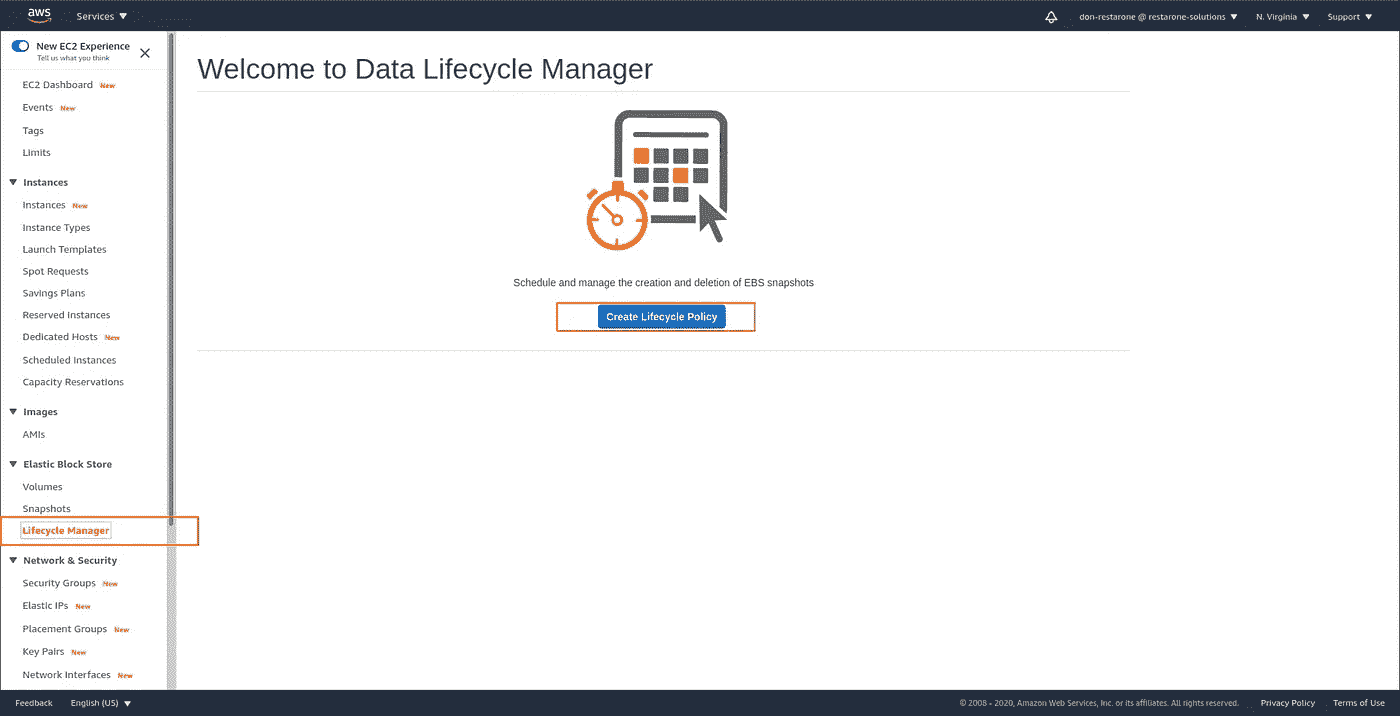 aws
Services
don-restarone @ restarone-solutions
N. Virginia
Support
New EC2 Experience
Tell us what you think
EC2 Dashboard New
Events New
Tags
Limits
Instances
Instances New
Instance Types
Launch Templates
Spot Requests
Savings Plans
Reserved Instances
Dedicated Hosts New
Scheduled Instances
Capacity Reservations
Images
AMIs
Elastic Block Store
Volumes
Snapshots
Lifecycle Manager
Network & Security
Security Groups New
Elastic IPs New
Placement Groups New
Key Pairs New
Network Interfaces New
Welcome to Data Lifecycle Manager
Schedule and manage the creation and deletion of EBS snapshots
Create Lifecycle Policy
Feedback
English (US)
© 2008 - 2020, Amazon Web Services, Inc. or its affiliates. All rights reserved.
Privacy Policy
Terms of Use